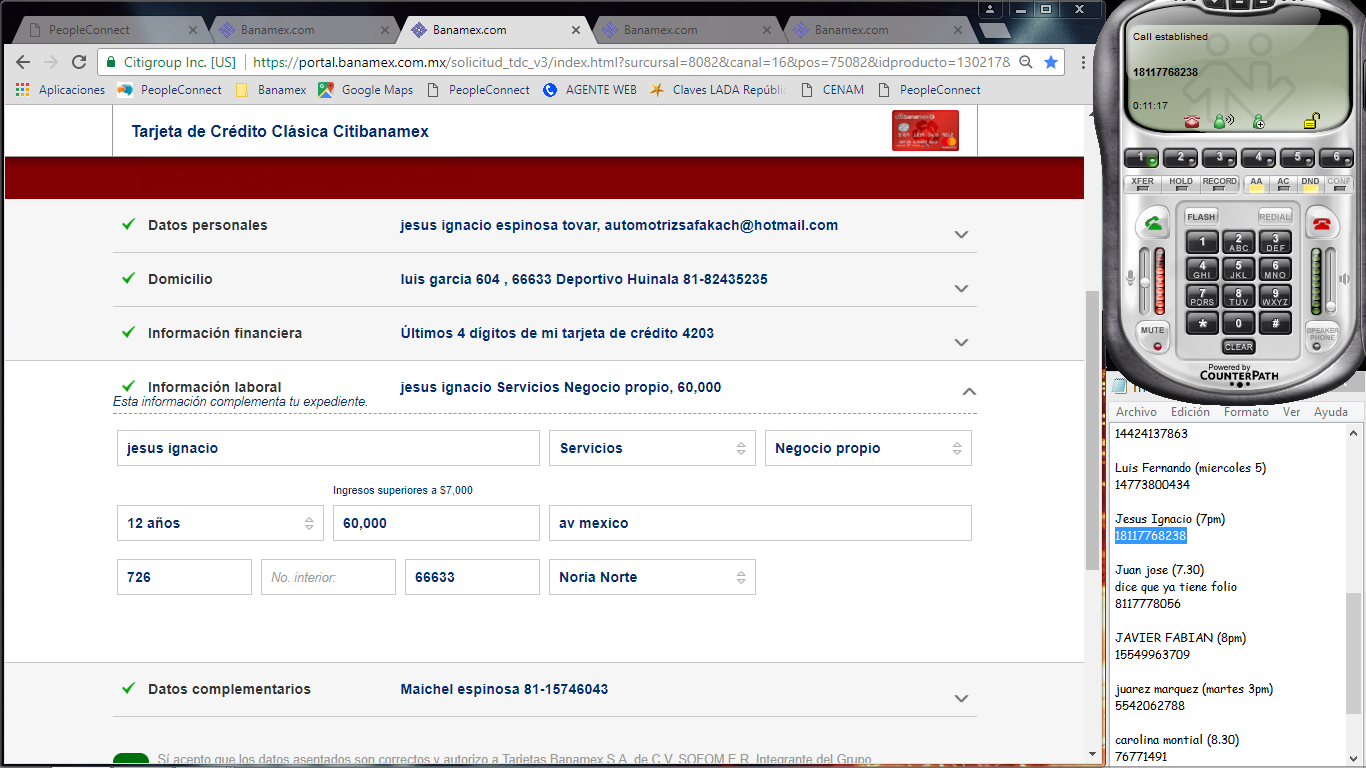 PeopleConnect
Banamex.com
Banamex.com
Banamex.com
Banamex.com
Citigroup Inc. [US]
https://portal.banamex.com.mx/solicitud_tdc_v3/index.html?surcursal=8082&canal=16&pos=75082&idproducto=1302178
Aplicaciones
PeopleConnect
Banamex
Google Maps
PeopleConnect
AGENTE WEB
Claves LADA Repúblic
CENAM
PeopleConnect
Tarjeta de Crédito Clásica Citibanamex
Datos personales
jesus ignacio espinosa tovar, automotrizsafakach@hotmail.com
Domicilio
luis garcia 604 , 66633 Deportivo Huinala 81-82435235
Información financiera
Últimos 4 dígitos de mi tarjeta de crédito 4203
Información laboral
jesus ignacio Servicios Negocio propio, 60,000
Esta información complementa tu expediente.
jesus ignacio
Servicios
Negocio propio
Ingresos superiores a $7,000
12 años
60,000
av mexico
726
No. interior:
66633
Noria Norte
Datos complementarios
Maichel espinosa 81-15746043
Sí acepto que los datos asentados son correctos y autorizo a Tarjetas Banamex S.A. de C.V. SOFOM E.R. Integrante del Grupo
Call established
18117768238
0:11:17
1
2
3
4
5
6
XFER
HOLD
RECORD
AA
AC
DND
CONF
FLASH
REDIAL
1
2 ABC
3 DEF
4 GHI
5 JKL
6 MNO
7 PQRS
8 TUV
9 WXYZ
*
0
#
MUTE
SPEAKER PHONE
CLEAR
Powered by
COUNTERPATH
Archivo
Edición
Formato
Ver
Ayuda
14424137863
Luis Fernando (miercoles 5)
14773800434
Jesus Ignacio (7pm)
18117768238
Juan jose (7.30)
dice que ya tiene folio
8117778056
JAVIER FABIAN (8pm)
15549963709
juarez marquez (martes 3pm)
5542062788
carolina montial (8.30)
76771491